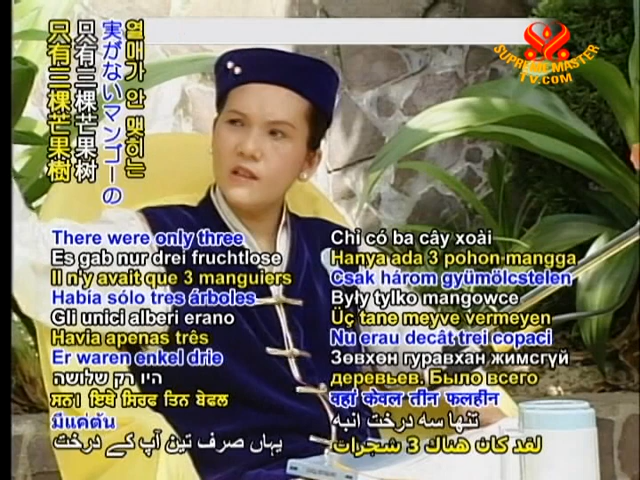 열매가 안 맺히는
実がないマンゴーの
只有三棵芒果树
只有三棵芒果樹
SUPREME MASTER
TV.COM
There were only three
Es gab nur drei fruchtlose
Il n'y avait que 3 manguiers
Había sólo tres árboles
Gli unici alberi erano
Havia apenas três
Er waren enkel drie
היו רק שלושה
ਸਨ। ਇਥੇ ਸਿਰਫ ਤਿਨ ਬੇਫਲ
มีแค่ต้น
یہاں صرف تین آپ کے درخت
Chỉ có ba cây xoài
Hanya ada 3 pohon mangga
Csak három gyümölcstelen
Były tylko mangowce
Üç tane meyve vermeyen
Nu erau decât trei copaci
Зөвхөн гуравхан жимсгүй
деревьев. Было всего
वहां केवल तीन फलहीन
تنها سه درخت انبه
لقد كان هناك 3 شجرات